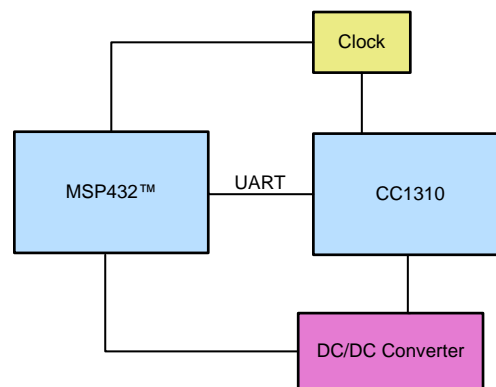 Clock
MSP432™
UART
CC1310
DC/DC Converter